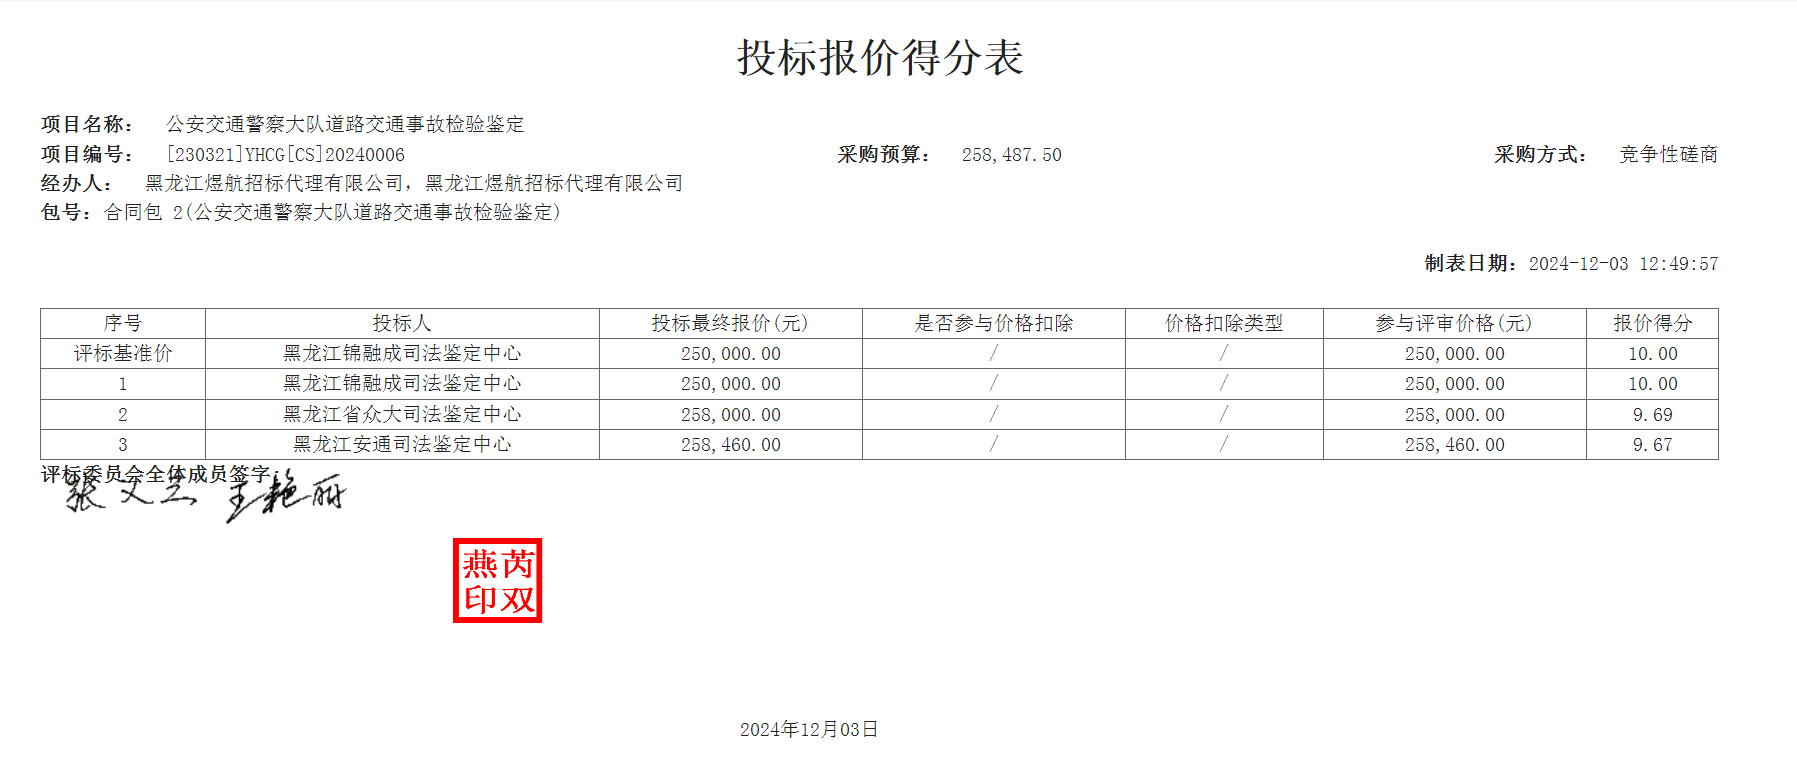 投标报价得分表
项目名称： 公安交通警察大队道路交通事故检验鉴定
项目编号： [230321]YHCG[CS]20240006 采购预算： 258,487.50 采购方式： 竞争性磋商
经办人： 黑龙江煜航招标代理有限公司，黑龙江煜航招标代理有限公司
包号：合同包 2(公安交通警察大队道路交通事故检验鉴定)
制表日期：2024-12-03 12:49:57
序号 投标人 投标最终报价(元) 是否参与价格扣除 价格扣除类型 参与评审价格(元) 报价得分
评标基准价 黑龙江锦融成司法鉴定中心 250,000.00 / / 250,000.00 10.00
1 黑龙江锦融成司法鉴定中心 250,000.00 / / 250,000.00 10.00
2 黑龙江省众大司法鉴定中心 258,000.00 / / 258,000.00 9.69
3 黑龙江安通司法鉴定中心 258,460.00 / / 258,460.00 9.67
评标委员会全体成员签字：
张 王艳丽
燕芮
印双
2024年12月03日